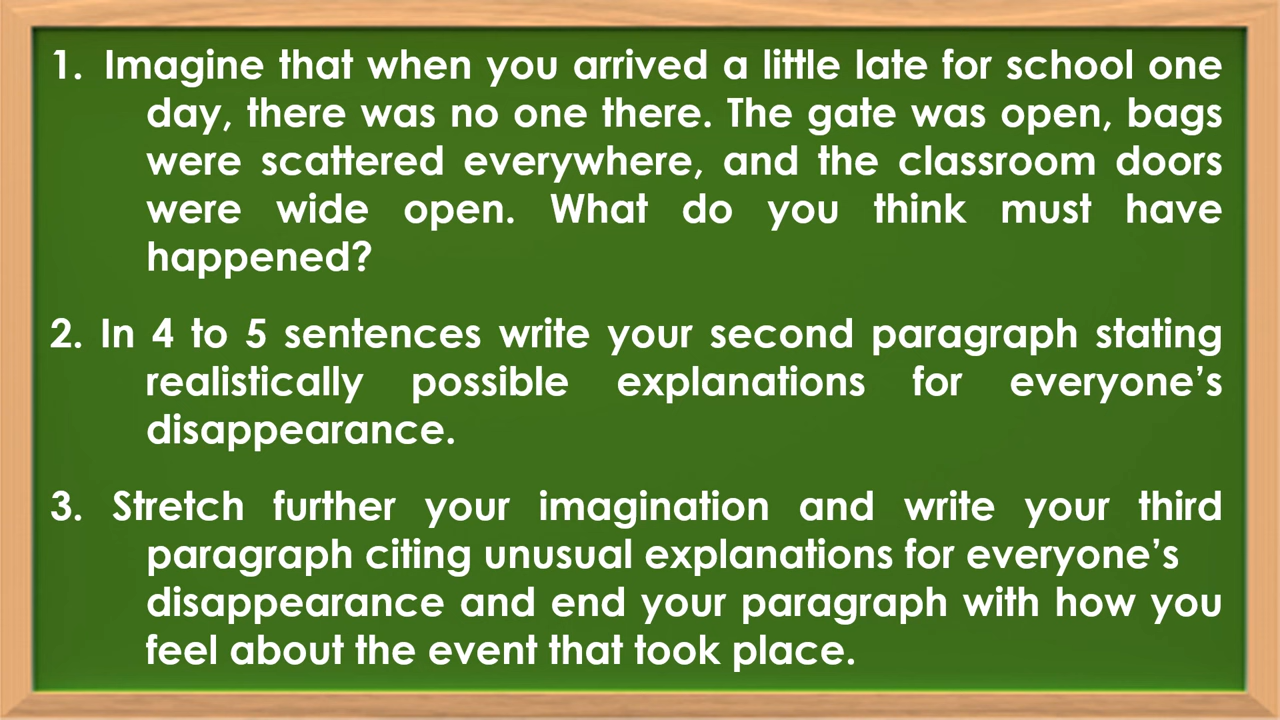 1. Imagine that when you arrived a little late for school one
day, there was no one there. The gate was open, bags
were scattered everywhere, and the classroom doors
were wide open. What do you think must have
happened?
2. In 4 to 5 sentences write your second paragraph stating
realistically possible explanations for everyone’s
disappearance.
3. Stretch further your imagination and write your third
paragraph citing unusual explanations for everyone’s
disappearance and end your paragraph with how you
feel about the event that took place.